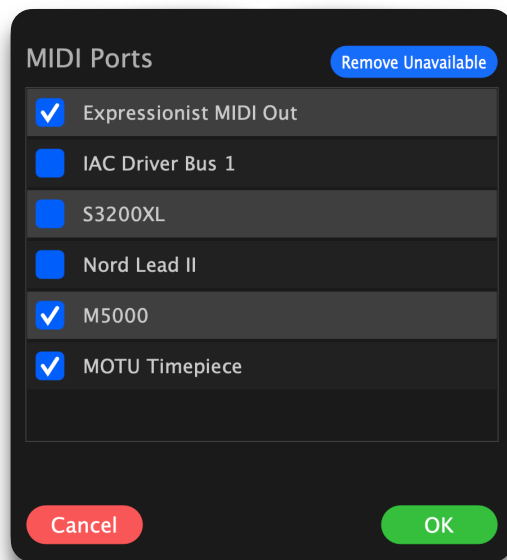 MIDI Ports
Remove Unavailable
Expressionist MIDI Out
IAC Driver Bus 1
S3200XL
Nord Lead II
M5000
MOTU Timepiece
Cancel
OK